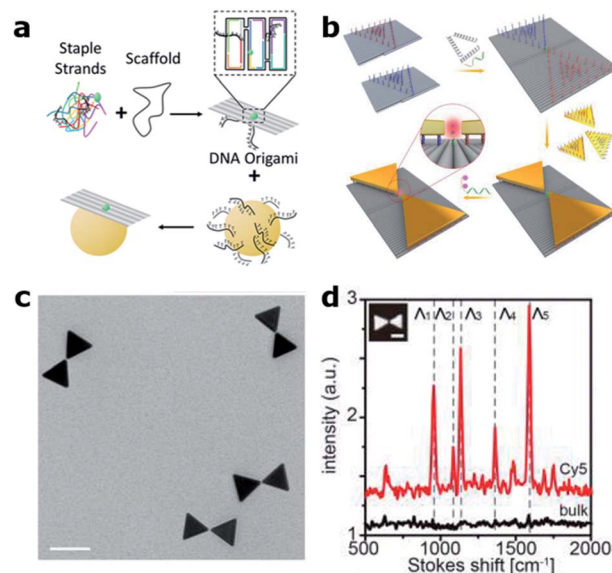 a
Staple
Strands
Scaffold
+
DNA Origami
+
b
c
d
intensity (a.u.)
3
2
1
Λ1 Λ2 Λ3 Λ4 Λ5
Cy5
bulk
500 1000 1500 2000
Stokes shift [cm⁻¹]